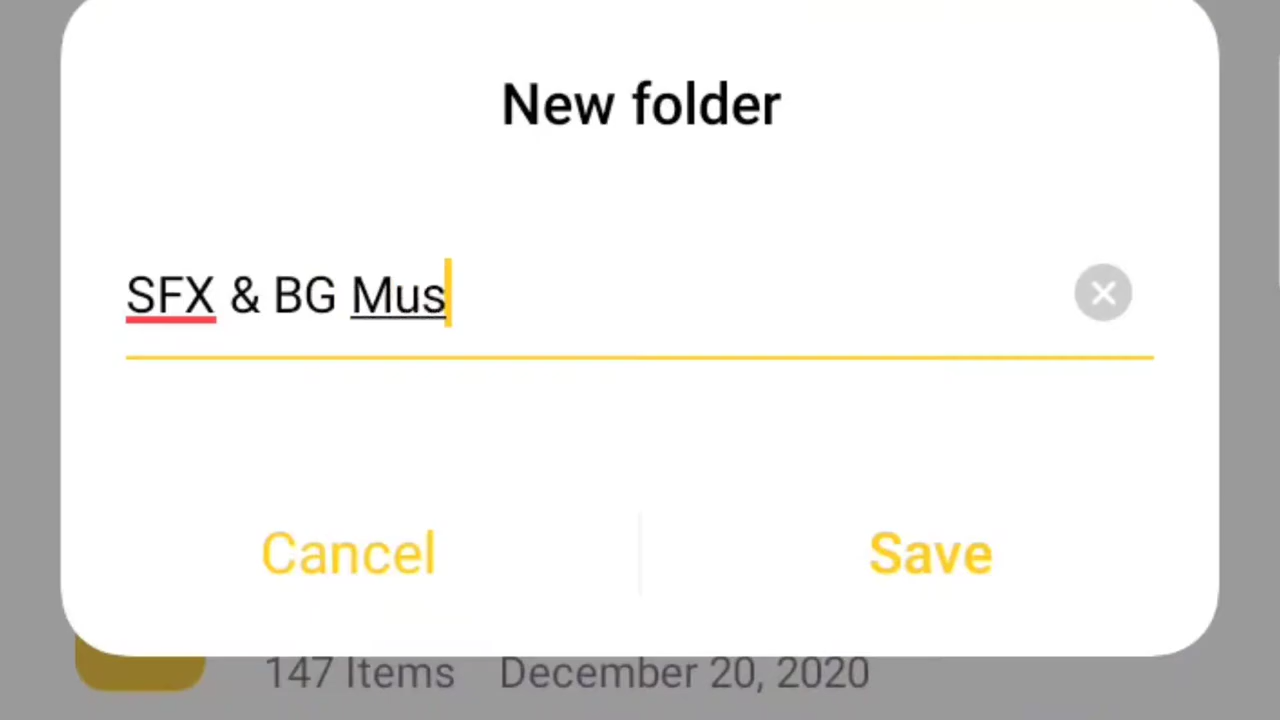 New folder
SFX & BG Mus
Cancel
Save
147 Items December 20, 2020